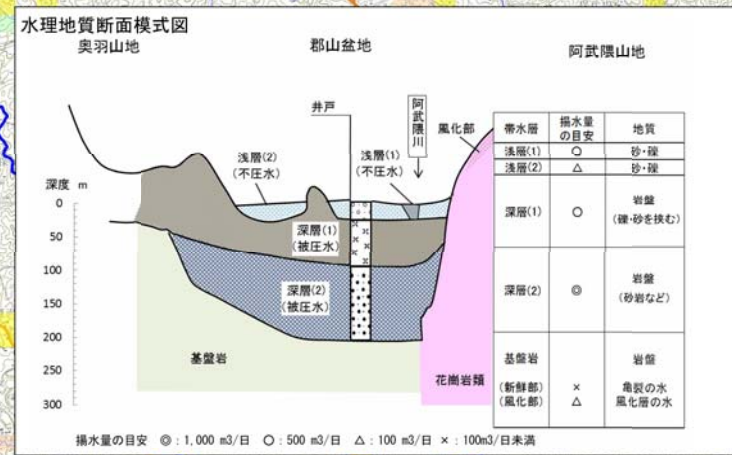 水理地質断面模式図
奥羽山地 郡山盆地 阿武隈山地
井戸
阿武隈川
風化部
浅層(2)
(不圧水)
浅層(1)
(不圧水)
深度 m
0
50
100
150
200
250
300
深層(1)
(被圧水)
深層(2)
(被圧水)
基盤岩
花崗岩類
帯水層 揚水量の目安 地質
浅層(1) ○ 砂・礫
浅層(2) △ 砂・礫
深層(1) ○ 岩盤
(礫・砂を挟む)
深層(2) ◎ 岩盤
(砂岩など)
基盤岩 岩盤
(新鮮部) × 亀裂の水
(風化部) △ 風化層の水
揚水量の目安 ◎：1,000 m3/日 ○：500 m3/日 △：100 m3/日 ×：100m3/日未満